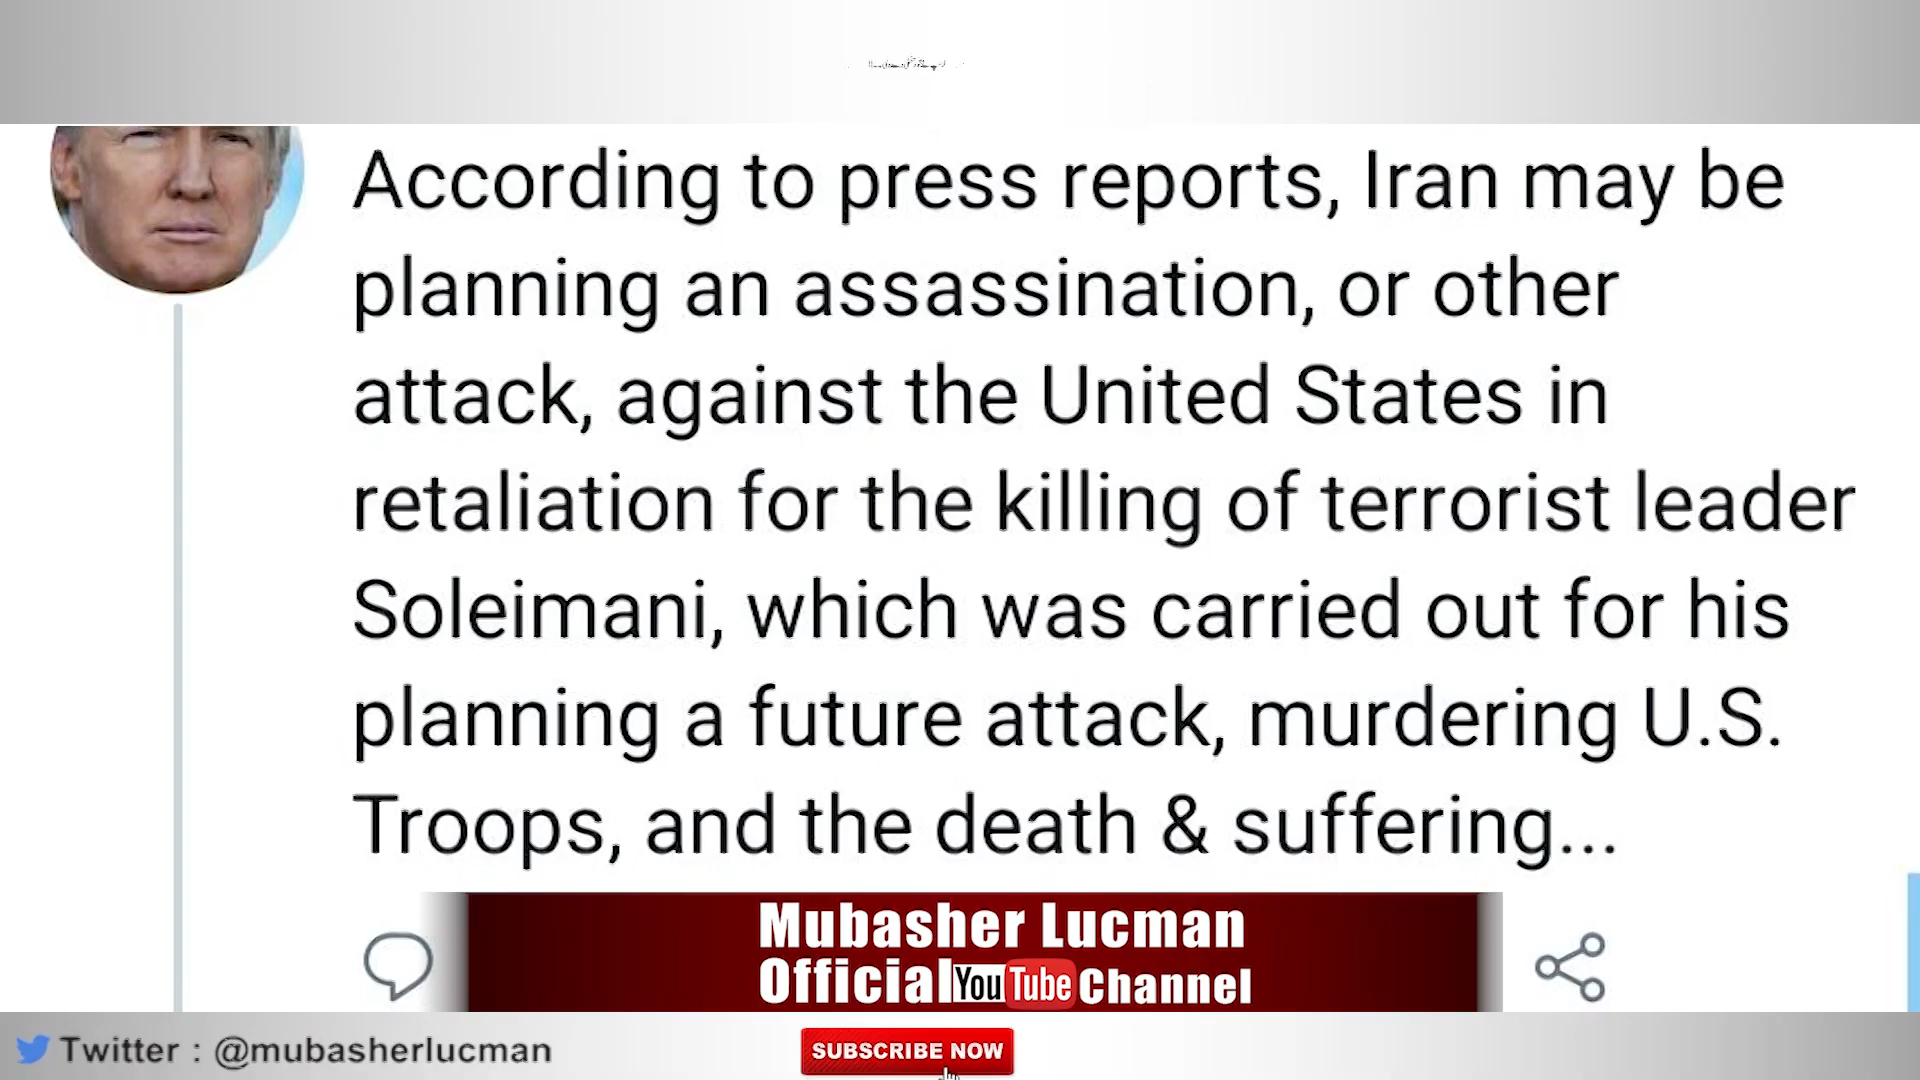 According to press reports, Iran may be
planning an assassination, or other
attack, against the United States in
retaliation for the killing of terrorist leader
Soleimani, which was carried out for his
planning a future attack, murdering U.S.
Troops, and the death & suffering...
Mubasher Lucman
Official YouTube Channel
Twitter : @mubasherlucman
SUBSCRIBE NOW